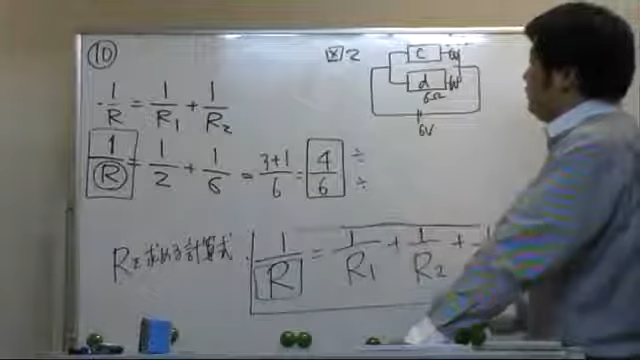 ⑩
図2
c
d
6Ω
6V
1/R = 1/R₁ + 1/R₂
1/R = 1/2 + 1/6 = 3+1/6 = 4/6 ÷ ÷
Rを求める計算式
1/R = 1/R₁ + 1/R₂ +